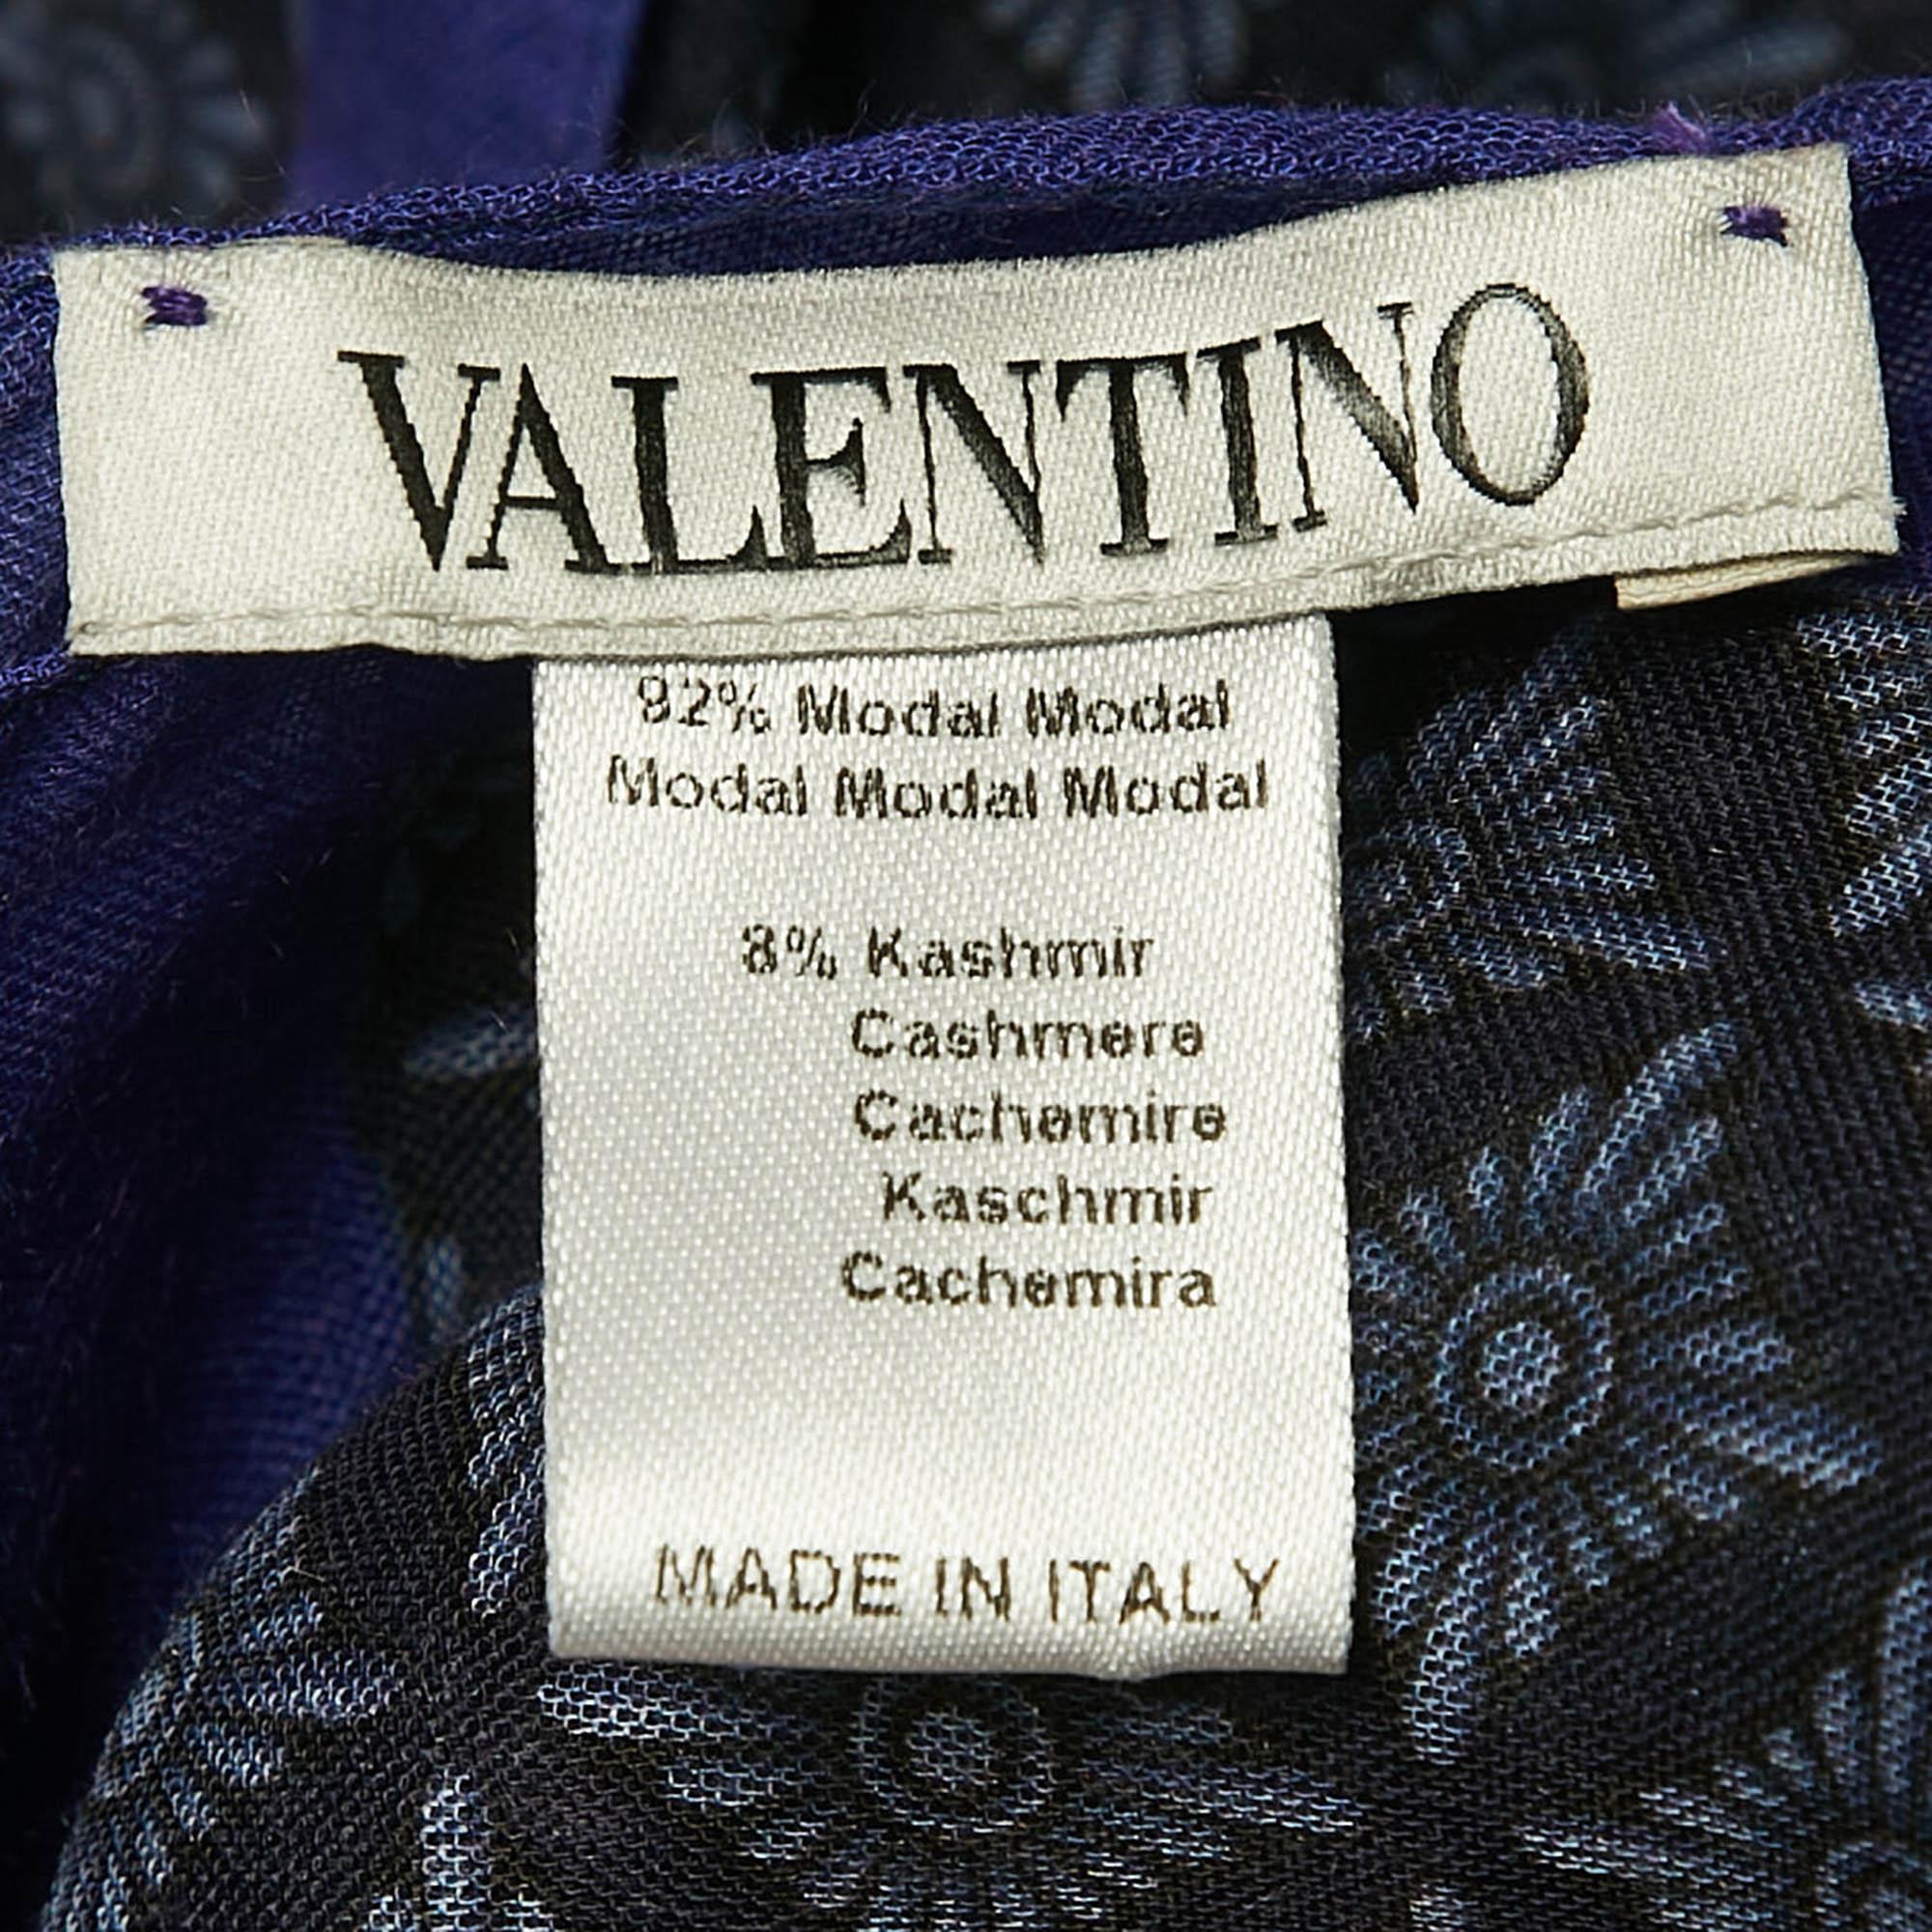 VALENTINO
92% Modal Modal
Modal Modal Modal
8% Kashmir
Cashmere
Cachemire
Kaschmir
Cachemira
MADE IN ITALY